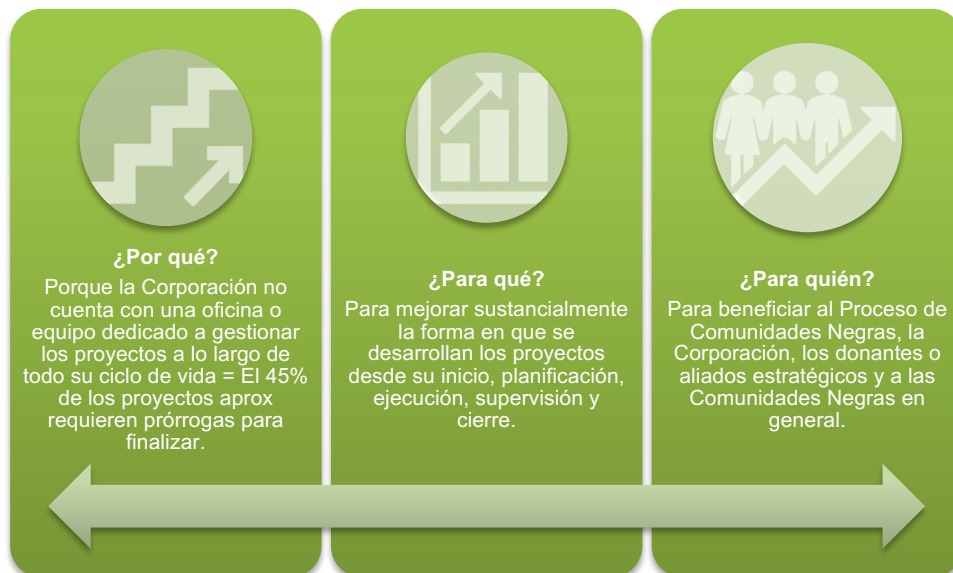 ¿Por qué?
Porque la Corporación no
cuenta con una oficina o
equipo dedicado a gestionar
los proyectos a lo largo de
todo su ciclo de vida = El 45%
de los proyectos aprox
requieren prórrogas para
finalizar.
¿Para qué?
Para mejorar sustancialmente
la forma en que se
desarrollan los proyectos
desde su inicio, planificación,
ejecución, supervisión y
cierre.
¿Para quién?
Para beneficiar al Proceso de
Comunidades Negras, la
Corporación, los donantes o
aliados estratégicos y a las
Comunidades Negras en
general.